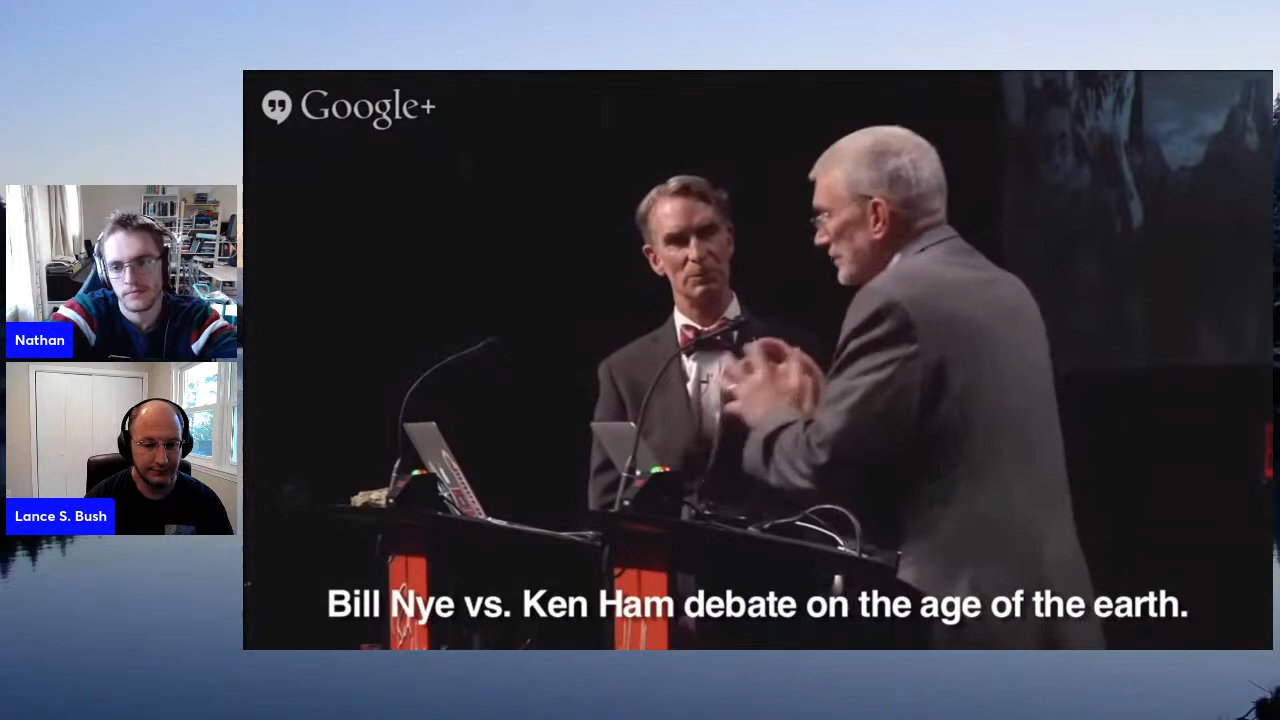 Google+
Nathan
Lance S. Bush
Bill Nye vs. Ken Ham debate on the age of the earth.